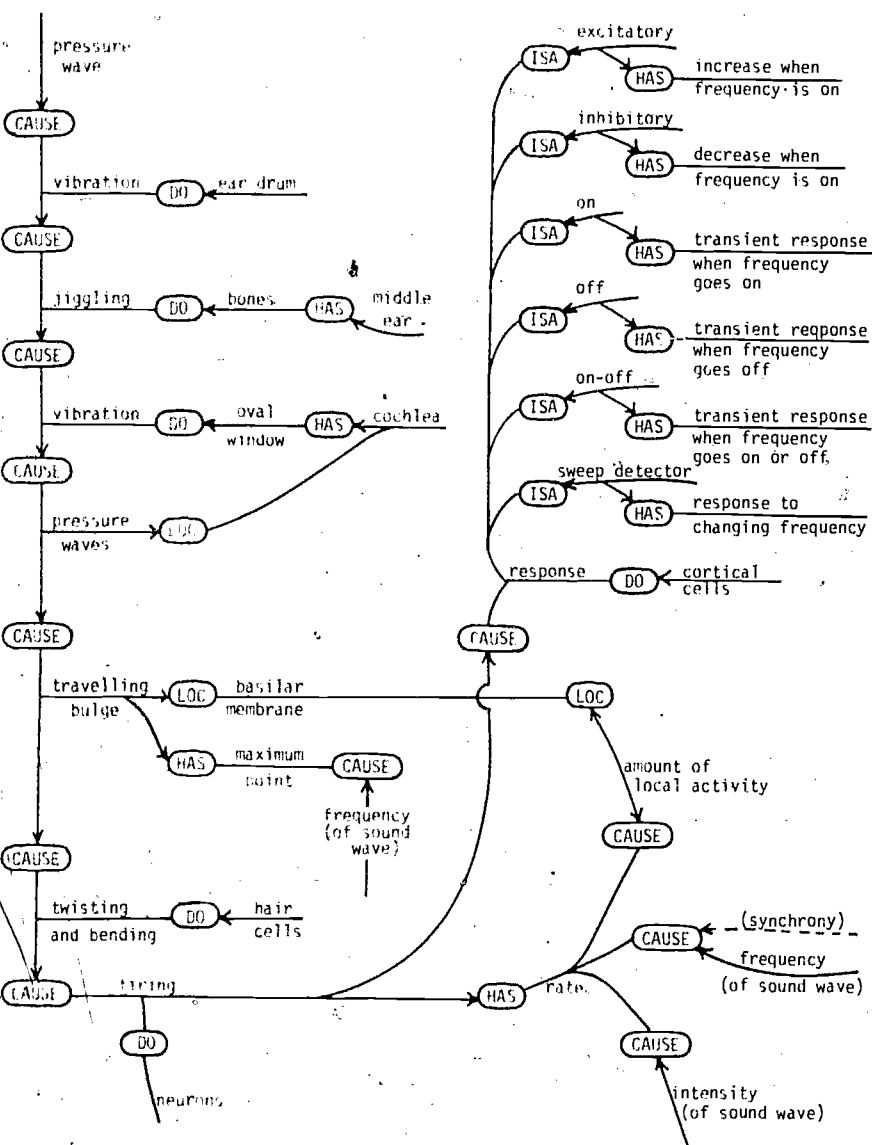 pressure
wave
CAUSE
vibration DO ear drum
CAUSE
jiggling DO bones HAS middle
ear
CAUSE
vibration DO oval
window HAS cochlea
CAUSE
pressure
waves LOC
CAUSE
travelling
bulge LOC basilar
membrane LOC
HAS maximum
point CAUSE
frequency
(of sound
wave)
CAUSE
twisting
and bending DO hair
cells
CAUSE firing HAS rate
DO
neurons
excitatory
ISA
HAS increase when
frequency is on
inhibitory
ISA
HAS decrease when
frequency is on
on
ISA
HAS transient response
when frequency
goes on
off
ISA
HAS transient reqponse
when frequency
goes off
on-off
ISA
HAS transient response
when frequency
goes on or off
sweep detector
ISA
HAS response to
changing frequency
response DO cortical
cells
CAUSE
amount of
local activity
CAUSE
CAUSE (synchrony)
frequency
(of sound wave)
CAUSE
intensity
(of sound wave)